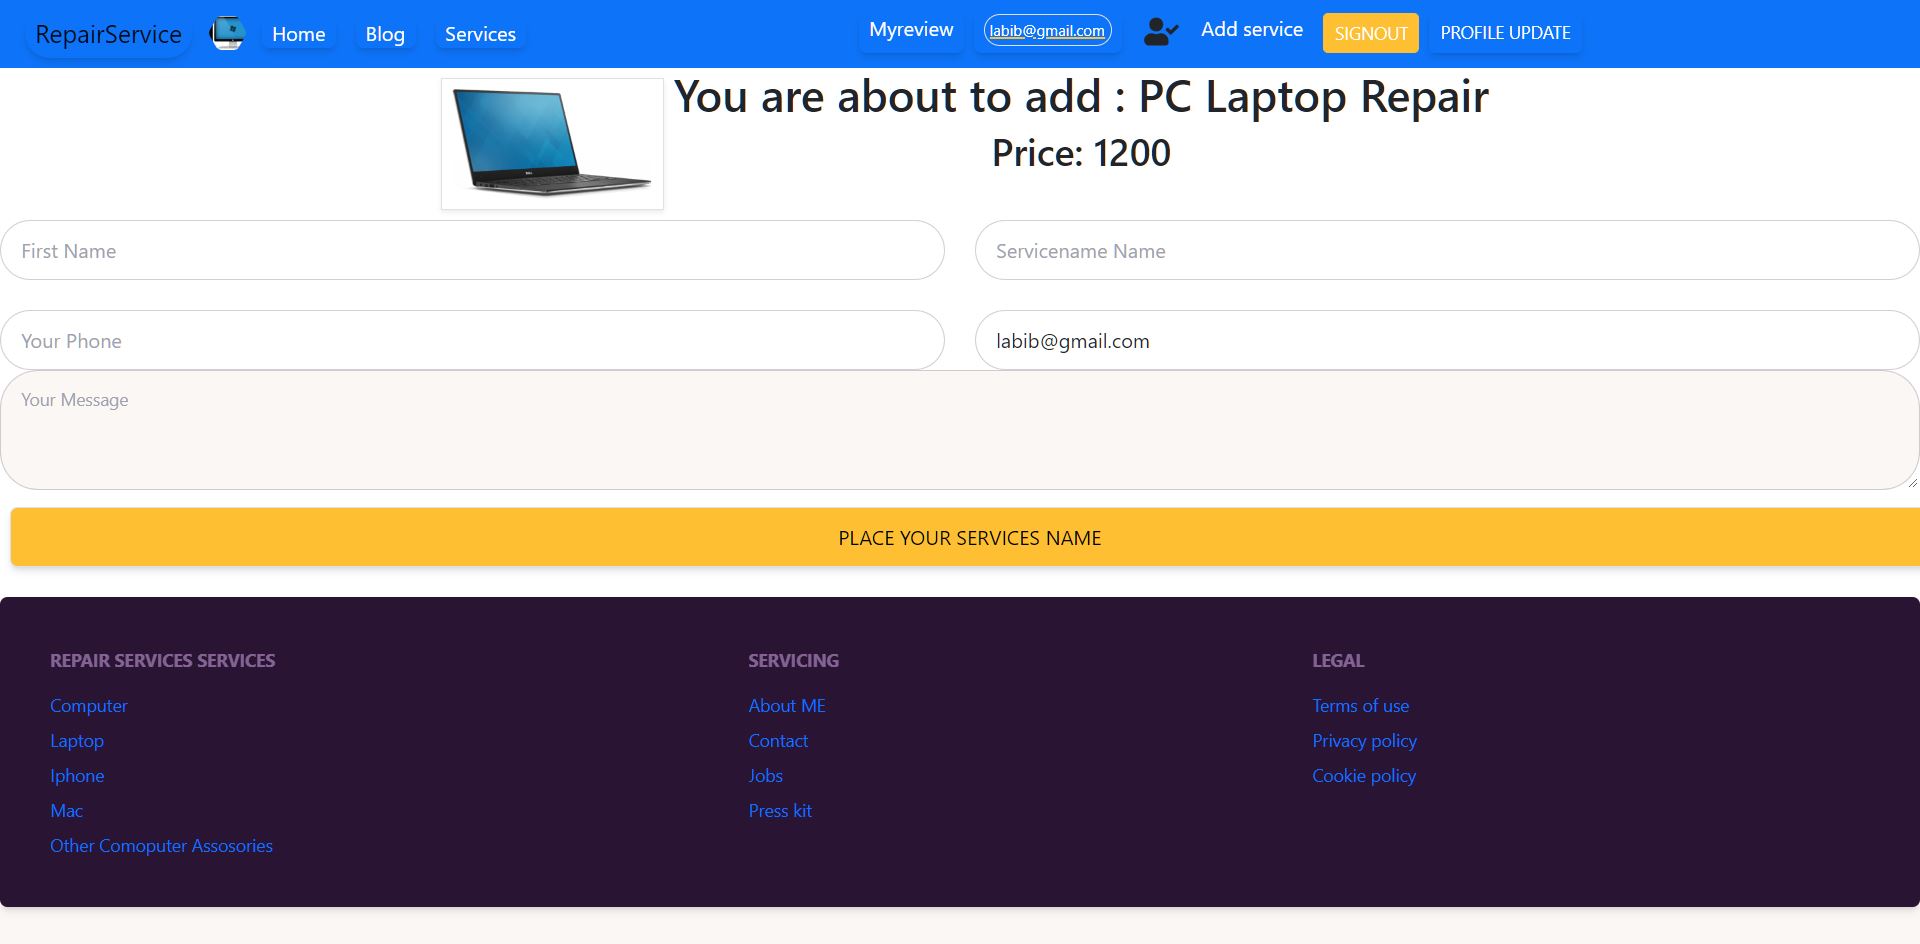 RepairService
Home
Blog
Services
Myreview
labib@gmail.com
Add service
SIGNOUT
PROFILE UPDATE
You are about to add : PC Laptop Repair
Price: 1200
First Name
Servicename Name
Your Phone
labib@gmail.com
Your Message
PLACE YOUR SERVICES NAME
REPAIR SERVICES SERVICES
Computer
Laptop
Iphone
Mac
Other Comoputer Assosories
SERVICING
About ME
Contact
Jobs
Press kit
LEGAL
Terms of use
Privacy policy
Cookie policy